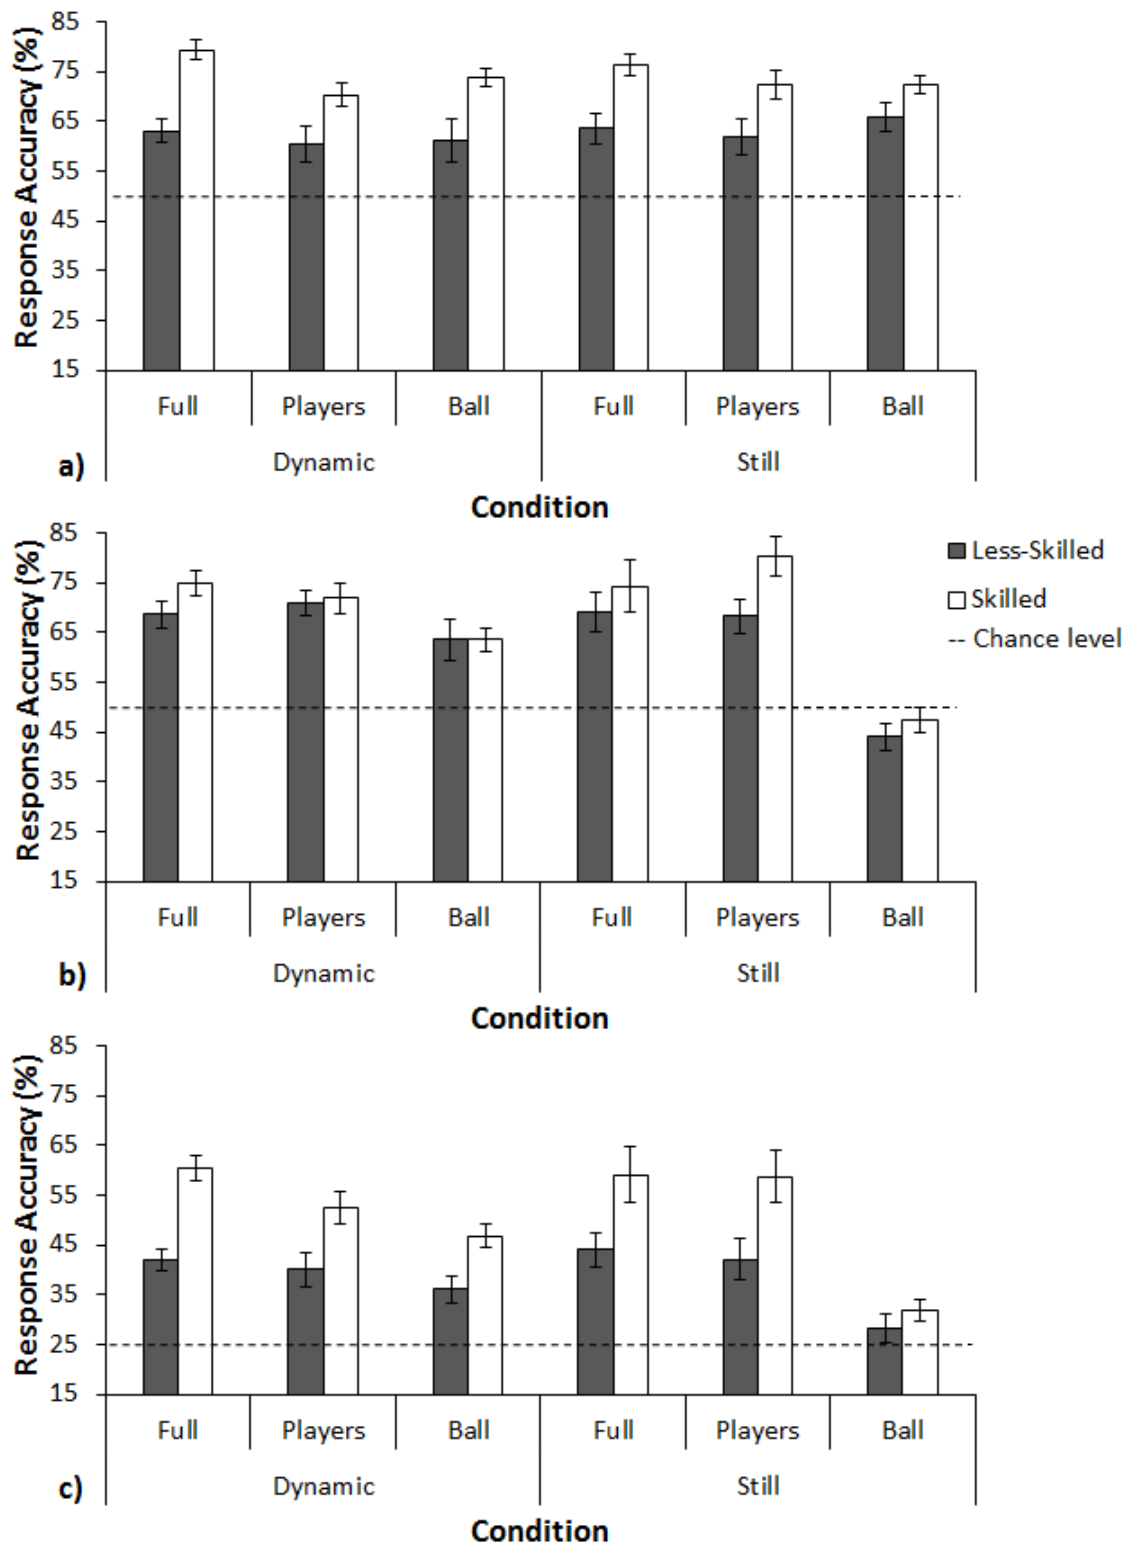 Response Accuracy (%)
85
75
65
55
45
35
25
15
Full Players Ball Full Players Ball
Dynamic Still
a)
Condition
Response Accuracy (%)
85
75
65
55
45
35
25
15
Less-Skilled
Skilled
-- Chance level
Full Players Ball Full Players Ball
Dynamic Still
b)
Condition
Response Accuracy (%)
85
75
65
55
45
35
25
15
Full Players Ball Full Players Ball
Dynamic Still
c)
Condition